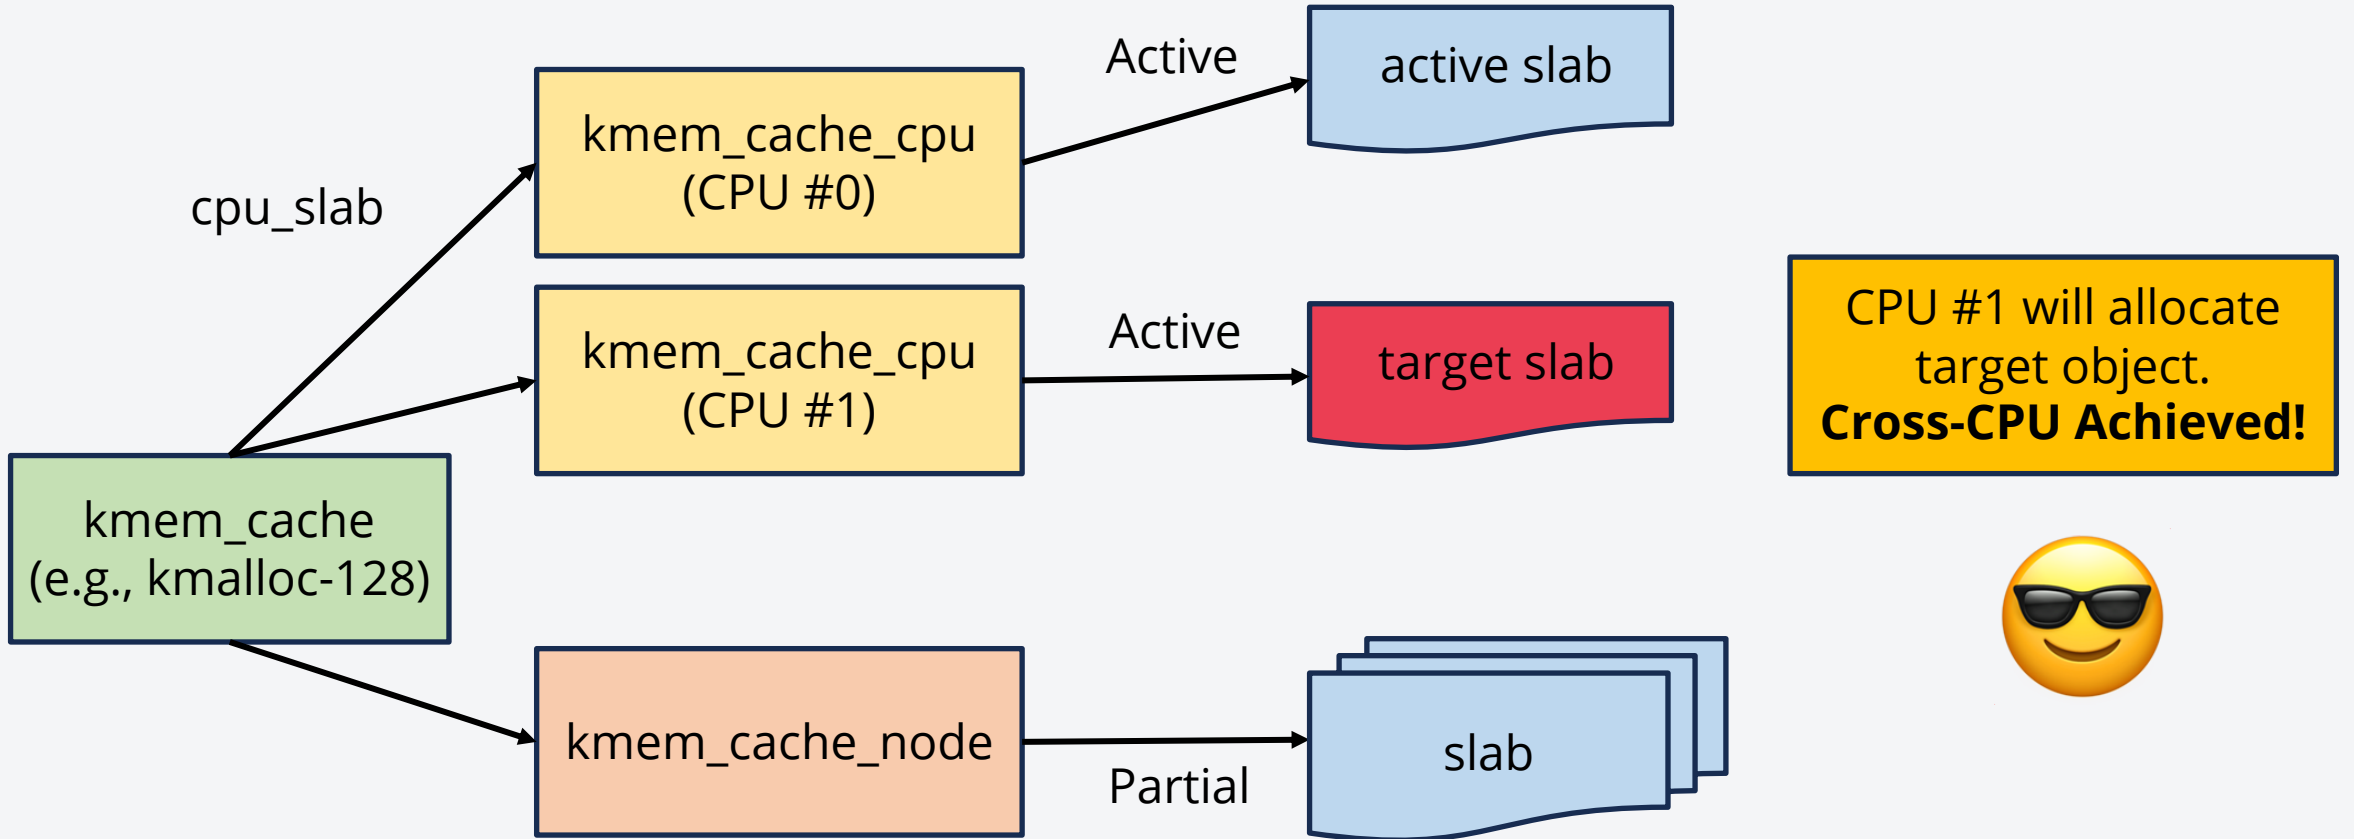 Active
active slab
kmem_cache_cpu
(CPU #0)
cpu_slab
kmem_cache_cpu
(CPU #1)
Active
target slab
CPU #1 will allocate
target object.
Cross-CPU Achieved!
kmem_cache
(e.g., kmalloc-128)
kmem_cache_node
Partial
slab